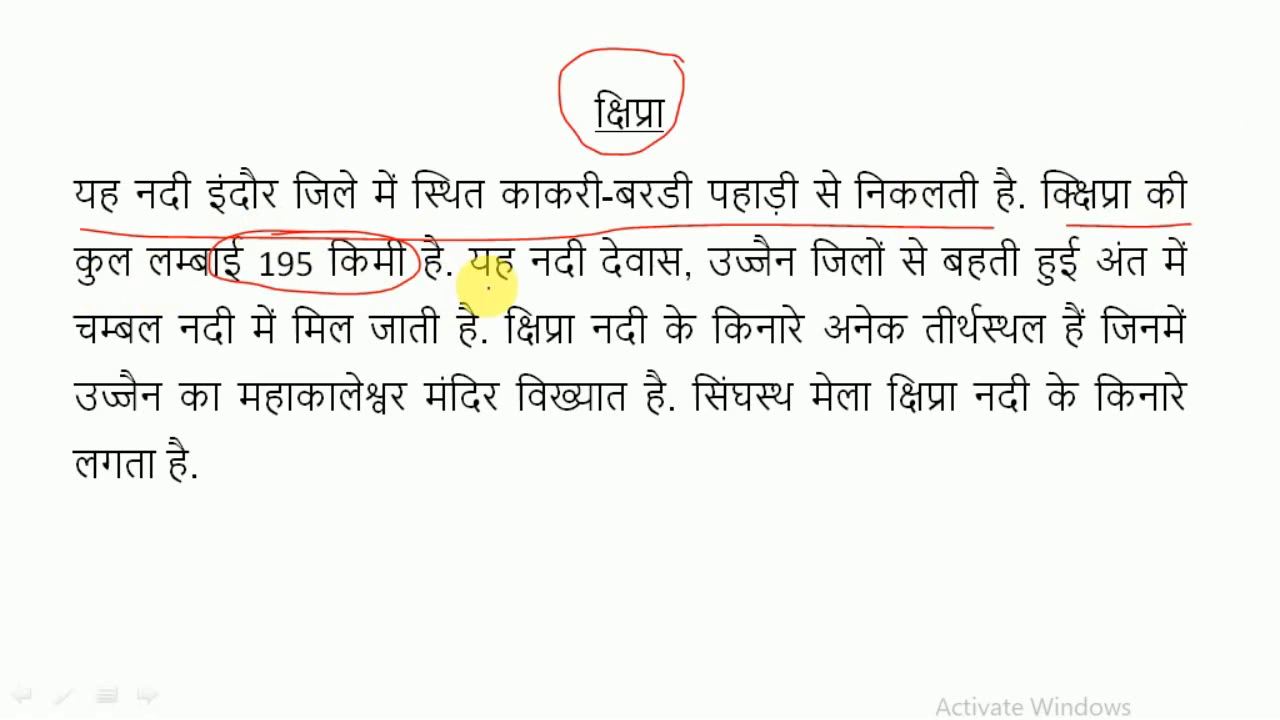 क्षिप्रा
यह नदी इंदौर जिले में स्थित काकरी-बरडी पहाड़ी से निकलती है. क्क्षिप्रा की
कुल लम्बाई 195 किमी है. यह नदी देवास, उज्जैन जिलों से बहती हुई अंत में
चम्बल नदी में मिल जाती है. क्षिप्रा नदी के किनारे अनेक तीर्थस्थल हैं जिनमें
उज्जैन का महाकालेश्वर मंदिर विख्यात है. सिंघस्थ मेला क्षिप्रा नदी के किनारे
लगता है.
Activate Windows